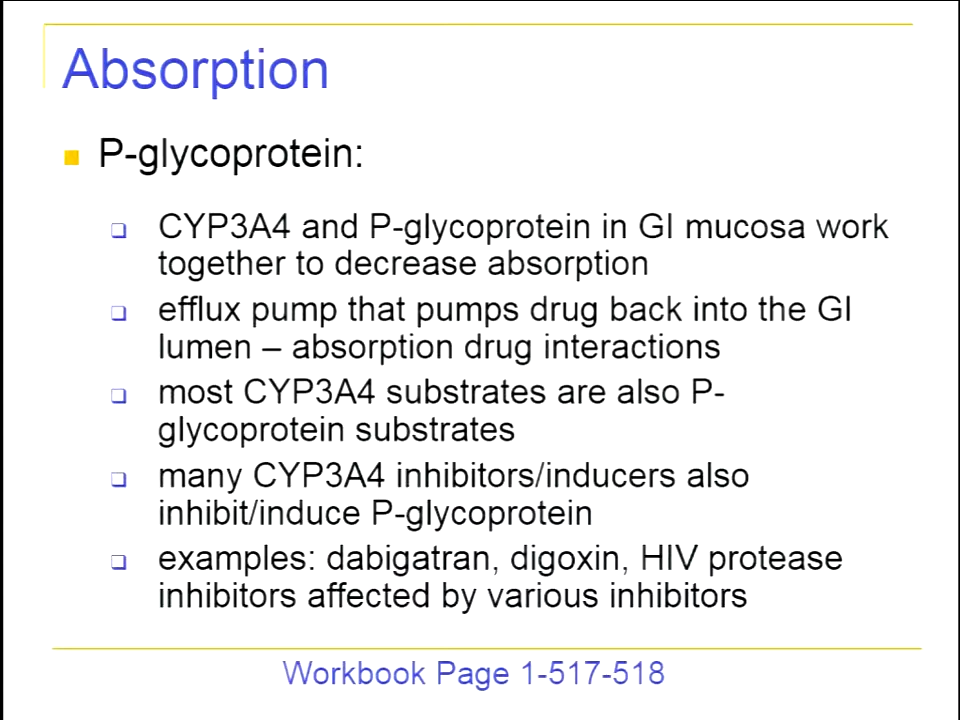 Absorption
P-glycoprotein:
CYP3A4 and P-glycoprotein in GI mucosa work
together to decrease absorption
efflux pump that pumps drug back into the GI
lumen – absorption drug interactions
most CYP3A4 substrates are also P-
glycoprotein substrates
many CYP3A4 inhibitors/inducers also
inhibit/induce P-glycoprotein
examples: dabigatran, digoxin, HIV protease
inhibitors affected by various inhibitors
Workbook Page 1-517-518